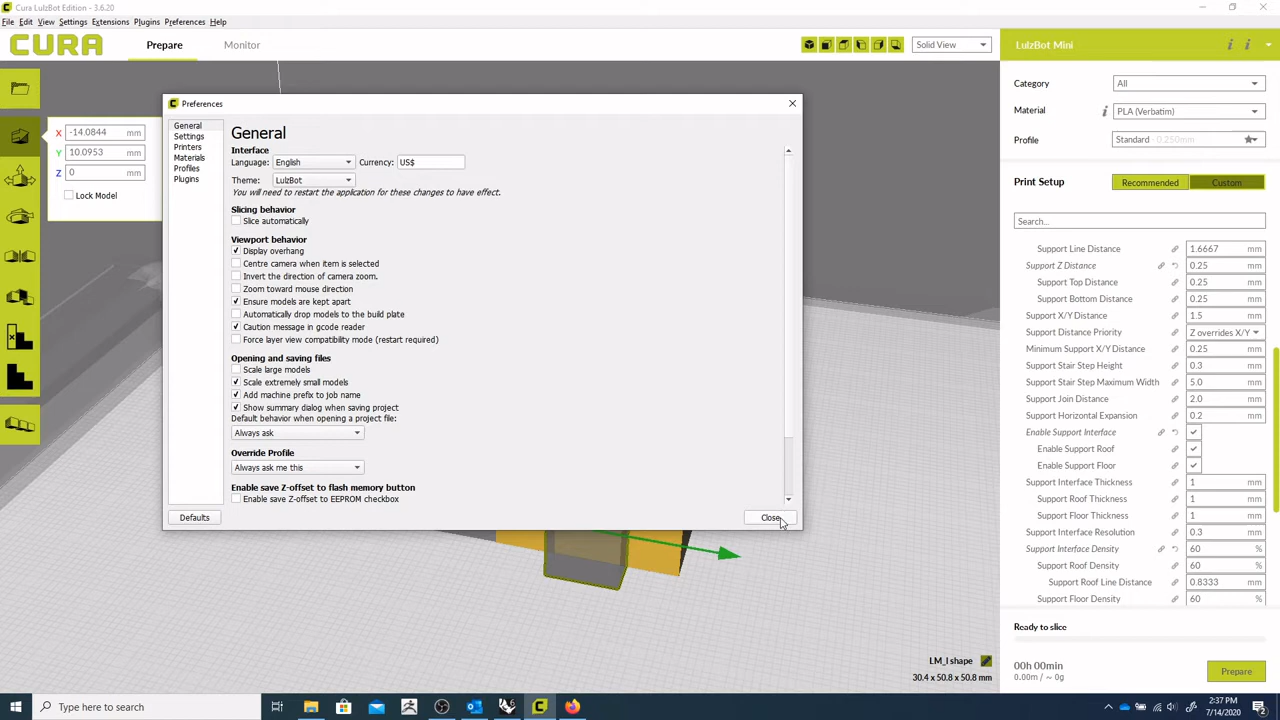 Cura LulzBot Edition - 3.6.20
File Edit View Settings Extensions Plugins Preferences Help
CURA
Prepare
Monitor
Solid View
LulzBot Mini
Category
All
Material
PLA (Verbatim)
Profile
Standard - 0.250mm
Print Setup
Recommended
Custom
Search...
X -14.0844 mm
Y 10.0953 mm
Z 0 mm
Lock Model
Preferences
General
Settings
Printers
Materials
Profiles
Plugins
General
Interface
Language: English Currency: US$
Theme: LulzBot
You will need to restart the application for these changes to have effect.
Slicing behavior
Slice automatically
Viewport behavior
Display overhang
Centre camera when item is selected
Invert the direction of camera zoom.
Zoom toward mouse direction
Ensure models are kept apart
Automatically drop models to the build plate
Caution message in gcode reader
Force layer view compatibility mode (restart required)
Opening and saving files
Scale large models
Scale extremely small models
Add machine prefix to job name
Show summary dialog when saving project
Default behavior when opening a project file:
Always ask
Override Profile
Always ask me this
Enable save Z-offset to flash memory button
Enable save Z-offset to EEPROM checkbox
Defaults
Close
Support Line Distance 1.6667 mm
Support Z Distance 0.25 mm
Support Top Distance 0.25 mm
Support Bottom Distance 0.25 mm
Support X/Y Distance 1.5 mm
Support Distance Priority Z overrides X/Y
Minimum Support X/Y Distance 0.25 mm
Support Stair Step Height 0.3 mm
Support Stair Step Maximum Width 5.0 mm
Support Join Distance 2.0 mm
Support Horizontal Expansion 0.2 mm
Enable Support Interface
Enable Support Roof
Enable Support Floor
Support Interface Thickness 1 mm
Support Roof Thickness 1 mm
Support Floor Thickness 1 mm
Support Interface Resolution 0.3 mm
Support Interface Density 60 %
Support Roof Density 60 %
Support Roof Line Distance 0.8333 mm
Support Floor Density 60 %
Ready to slice
00h 00min
0.00m / ~ 0g
Prepare
LM_I shape
30.4 x 50.8 x 50.8 mm
Type here to search
2:37 PM
7/14/2020
2